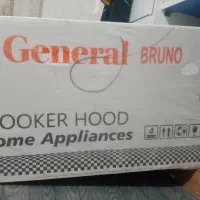 General BRUNO
OOKER HOOD
ome Appliances